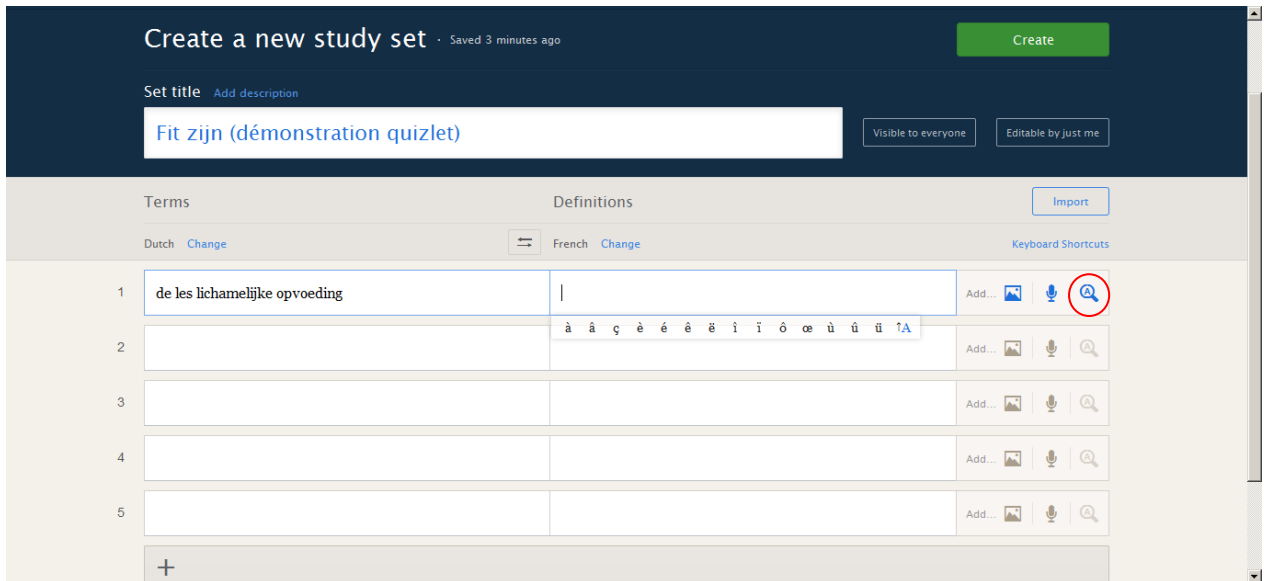 Create a new study set · Saved 3 minutes ago
Create
Set title Add description
Fit zijn (démonstration quizlet)
Visible to everyone
Editable by just me
Terms
Definitions
Import
Dutch Change
French Change
Keyboard Shortcuts
1 de les lichamelijke opvoeding Add... A
à â ç è é ê ë î ï ô œ ù û ü ↑A
2 Add... A
3 Add... A
4 Add... A
5 Add... A
+